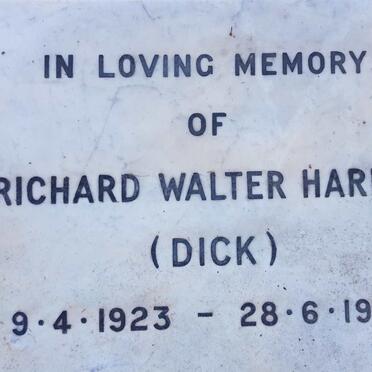 IN LOVING MEMORY
OF
RICHARD WALTER HAR
(DICK)
9.4.1923 - 28.6.19